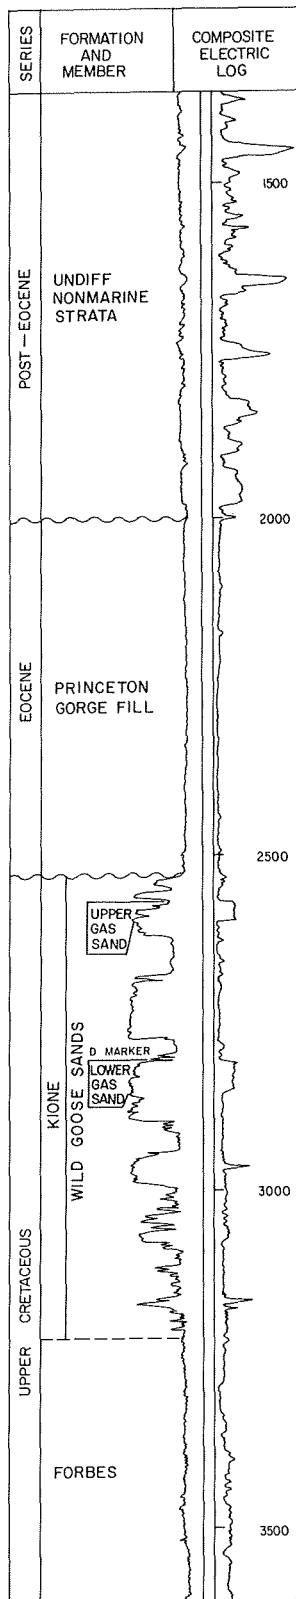 SERIES
FORMATION
AND
MEMBER
COMPOSITE
ELECTRIC
LOG
1500
POST-EOCENE
UNDIFF
NONMARINE
STRATA
2000
EOCENE
PRINCETON
GORGE FILL
2500
UPPER
GAS
SAND
D MARKER
LOWER
GAS
SAND
KIONE
WILD GOOSE SANDS
3000
UPPER CRETACEOUS
FORBES
3500